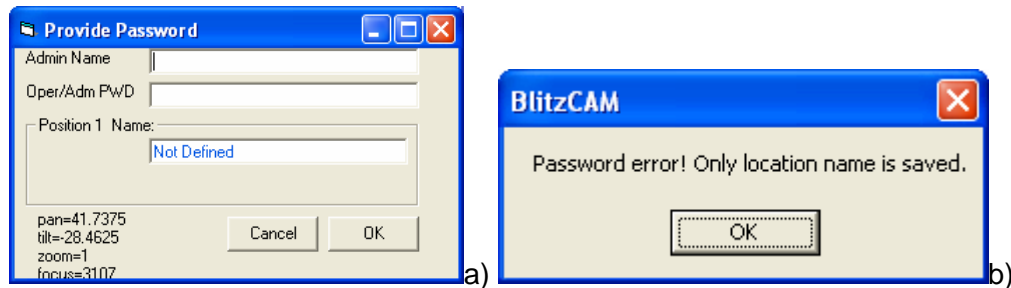 Provide Password
Admin Name
Oper/Adm PWD
Position 1 Name:
Not Defined
pan=41.7375
tilt=-28.4625
zoom=1
focus=3107
Cancel
OK
a)
BlitzCAM
Password error! Only location name is saved.
OK
b)